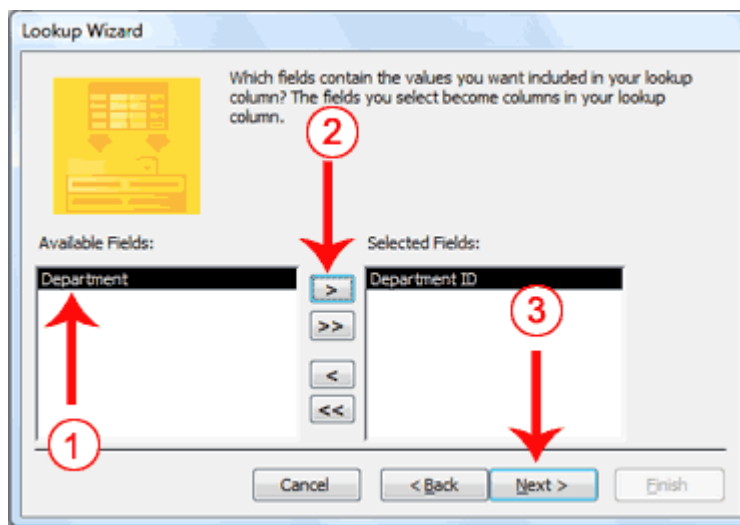 Lookup Wizard
Which fields contain the values you want included in your lookup
column? The fields you select become columns in your lookup
column.
2
Available Fields:
Selected Fields:
Department
>
Department ID
3
>>
<
<<
1
Cancel
< Back
Next >
Finish